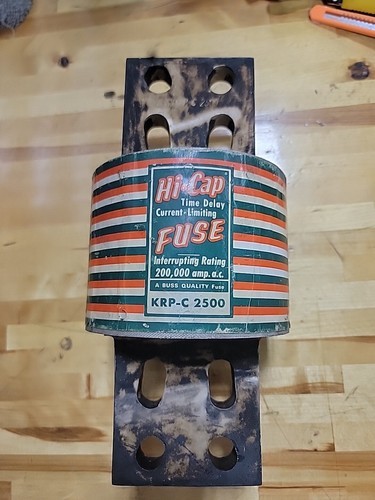 Hi-Cap
Time Delay
Current-Limiting
FUSE
Interrupting Rating
200,000 amp. a.c.
A BUSS QUALITY Fuse
KRP-C 2500